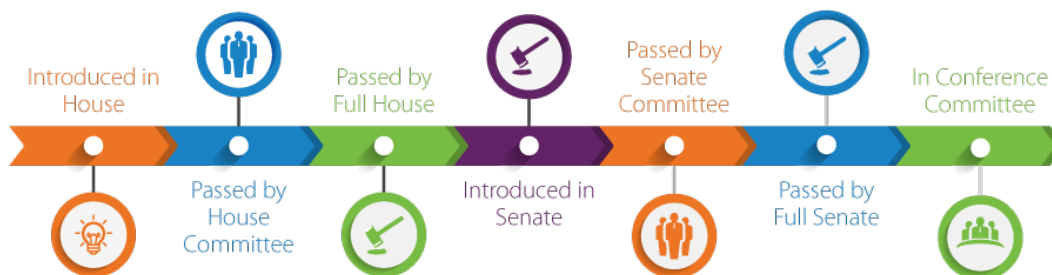 Introduced in
House
Passed by
House
Committee
Passed by
Full House
Introduced in
Senate
Passed by
Senate
Committee
Passed by
Full Senate
In Conference
Committee